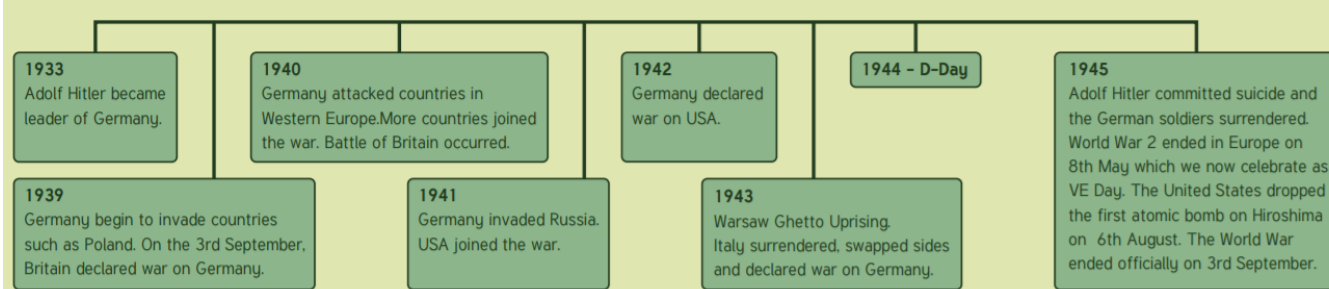 1933
Adolf Hitler became
leader of Germany.
1939
Germany begin to invade countries
such as Poland. On the 3rd September,
Britain declared war on Germany.
1940
Germany attacked countries in
Western Europe.More countries joined
the war. Battle of Britain occurred.
1941
Germany invaded Russia.
USA joined the war.
1942
Germany declared
war on USA.
1943
Warsaw Ghetto Uprising.
Italy surrendered, swapped sides
and declared war on Germany.
1944 - D-Day
1945
Adolf Hitler committed suicide and
the German soldiers surrendered.
World War 2 ended in Europe on
8th May which we now celebrate as
VE Day. The United States dropped
the first atomic bomb on Hiroshima
on 6th August. The World War
ended officially on 3rd September.